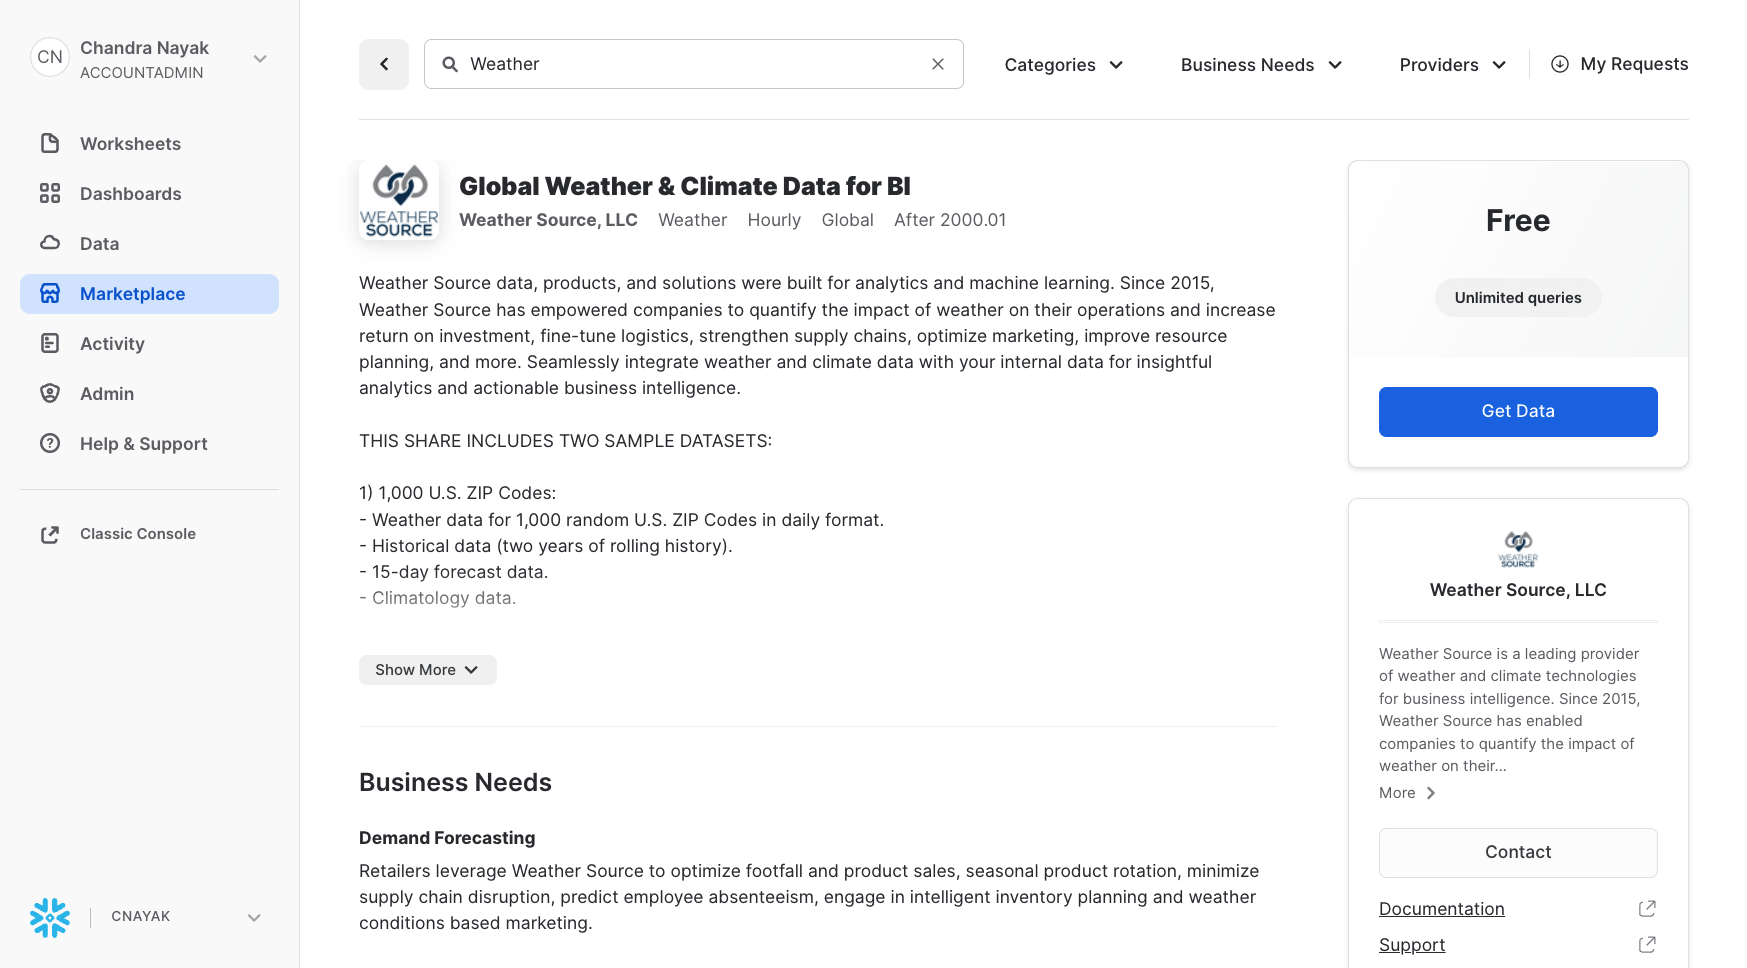 CN
Chandra Nayak
ACCOUNTADMIN
Worksheets
Dashboards
Data
Marketplace
Activity
Admin
Help & Support
Classic Console
CNAYAK
Weather
Categories
Business Needs
Providers
My Requests
WEATHER
SOURCE
Global Weather & Climate Data for BI
Weather Source, LLC Weather Hourly Global After 2000.01
Weather Source data, products, and solutions were built for analytics and machine learning. Since 2015,
Weather Source has empowered companies to quantify the impact of weather on their operations and increase
return on investment, fine-tune logistics, strengthen supply chains, optimize marketing, improve resource
planning, and more. Seamlessly integrate weather and climate data with your internal data for insightful
analytics and actionable business intelligence.
THIS SHARE INCLUDES TWO SAMPLE DATASETS:
1) 1,000 U.S. ZIP Codes:
- Weather data for 1,000 random U.S. ZIP Codes in daily format.
- Historical data (two years of rolling history).
- 15-day forecast data.
- Climatology data.
Show More
Business Needs
Demand Forecasting
Retailers leverage Weather Source to optimize footfall and product sales, seasonal product rotation, minimize
supply chain disruption, predict employee absenteeism, engage in intelligent inventory planning and weather
conditions based marketing.
Free
Unlimited queries
Get Data
WEATHER
SOURCE
Weather Source, LLC
Weather Source is a leading provider
of weather and climate technologies
for business intelligence. Since 2015,
Weather Source has enabled
companies to quantify the impact of
weather on their...
More
Contact
Documentation
Support